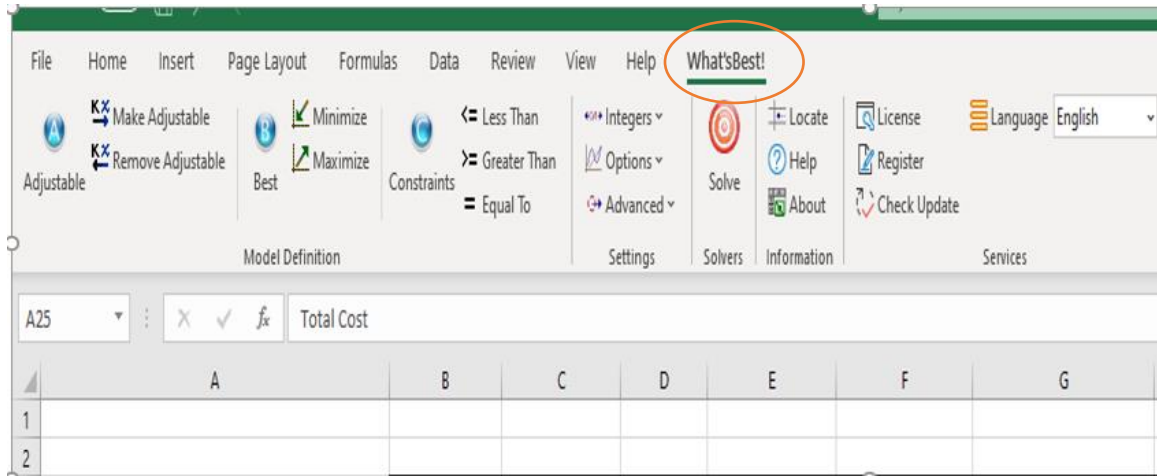 File Home Insert Page Layout Formulas Data Review View Help What'sBest!
A Adjustable
Make Adjustable
Remove Adjustable
B Best
Minimize
Maximize
C Constraints
<= Less Than
>= Greater Than
= Equal To
Model Definition
Integers
Options
Advanced
Settings
Solve
Solvers
Locate
? Help
About
Information
License
Register
Check Update
Language English
Services
A25 fx Total Cost
A B C D E F G
1
2